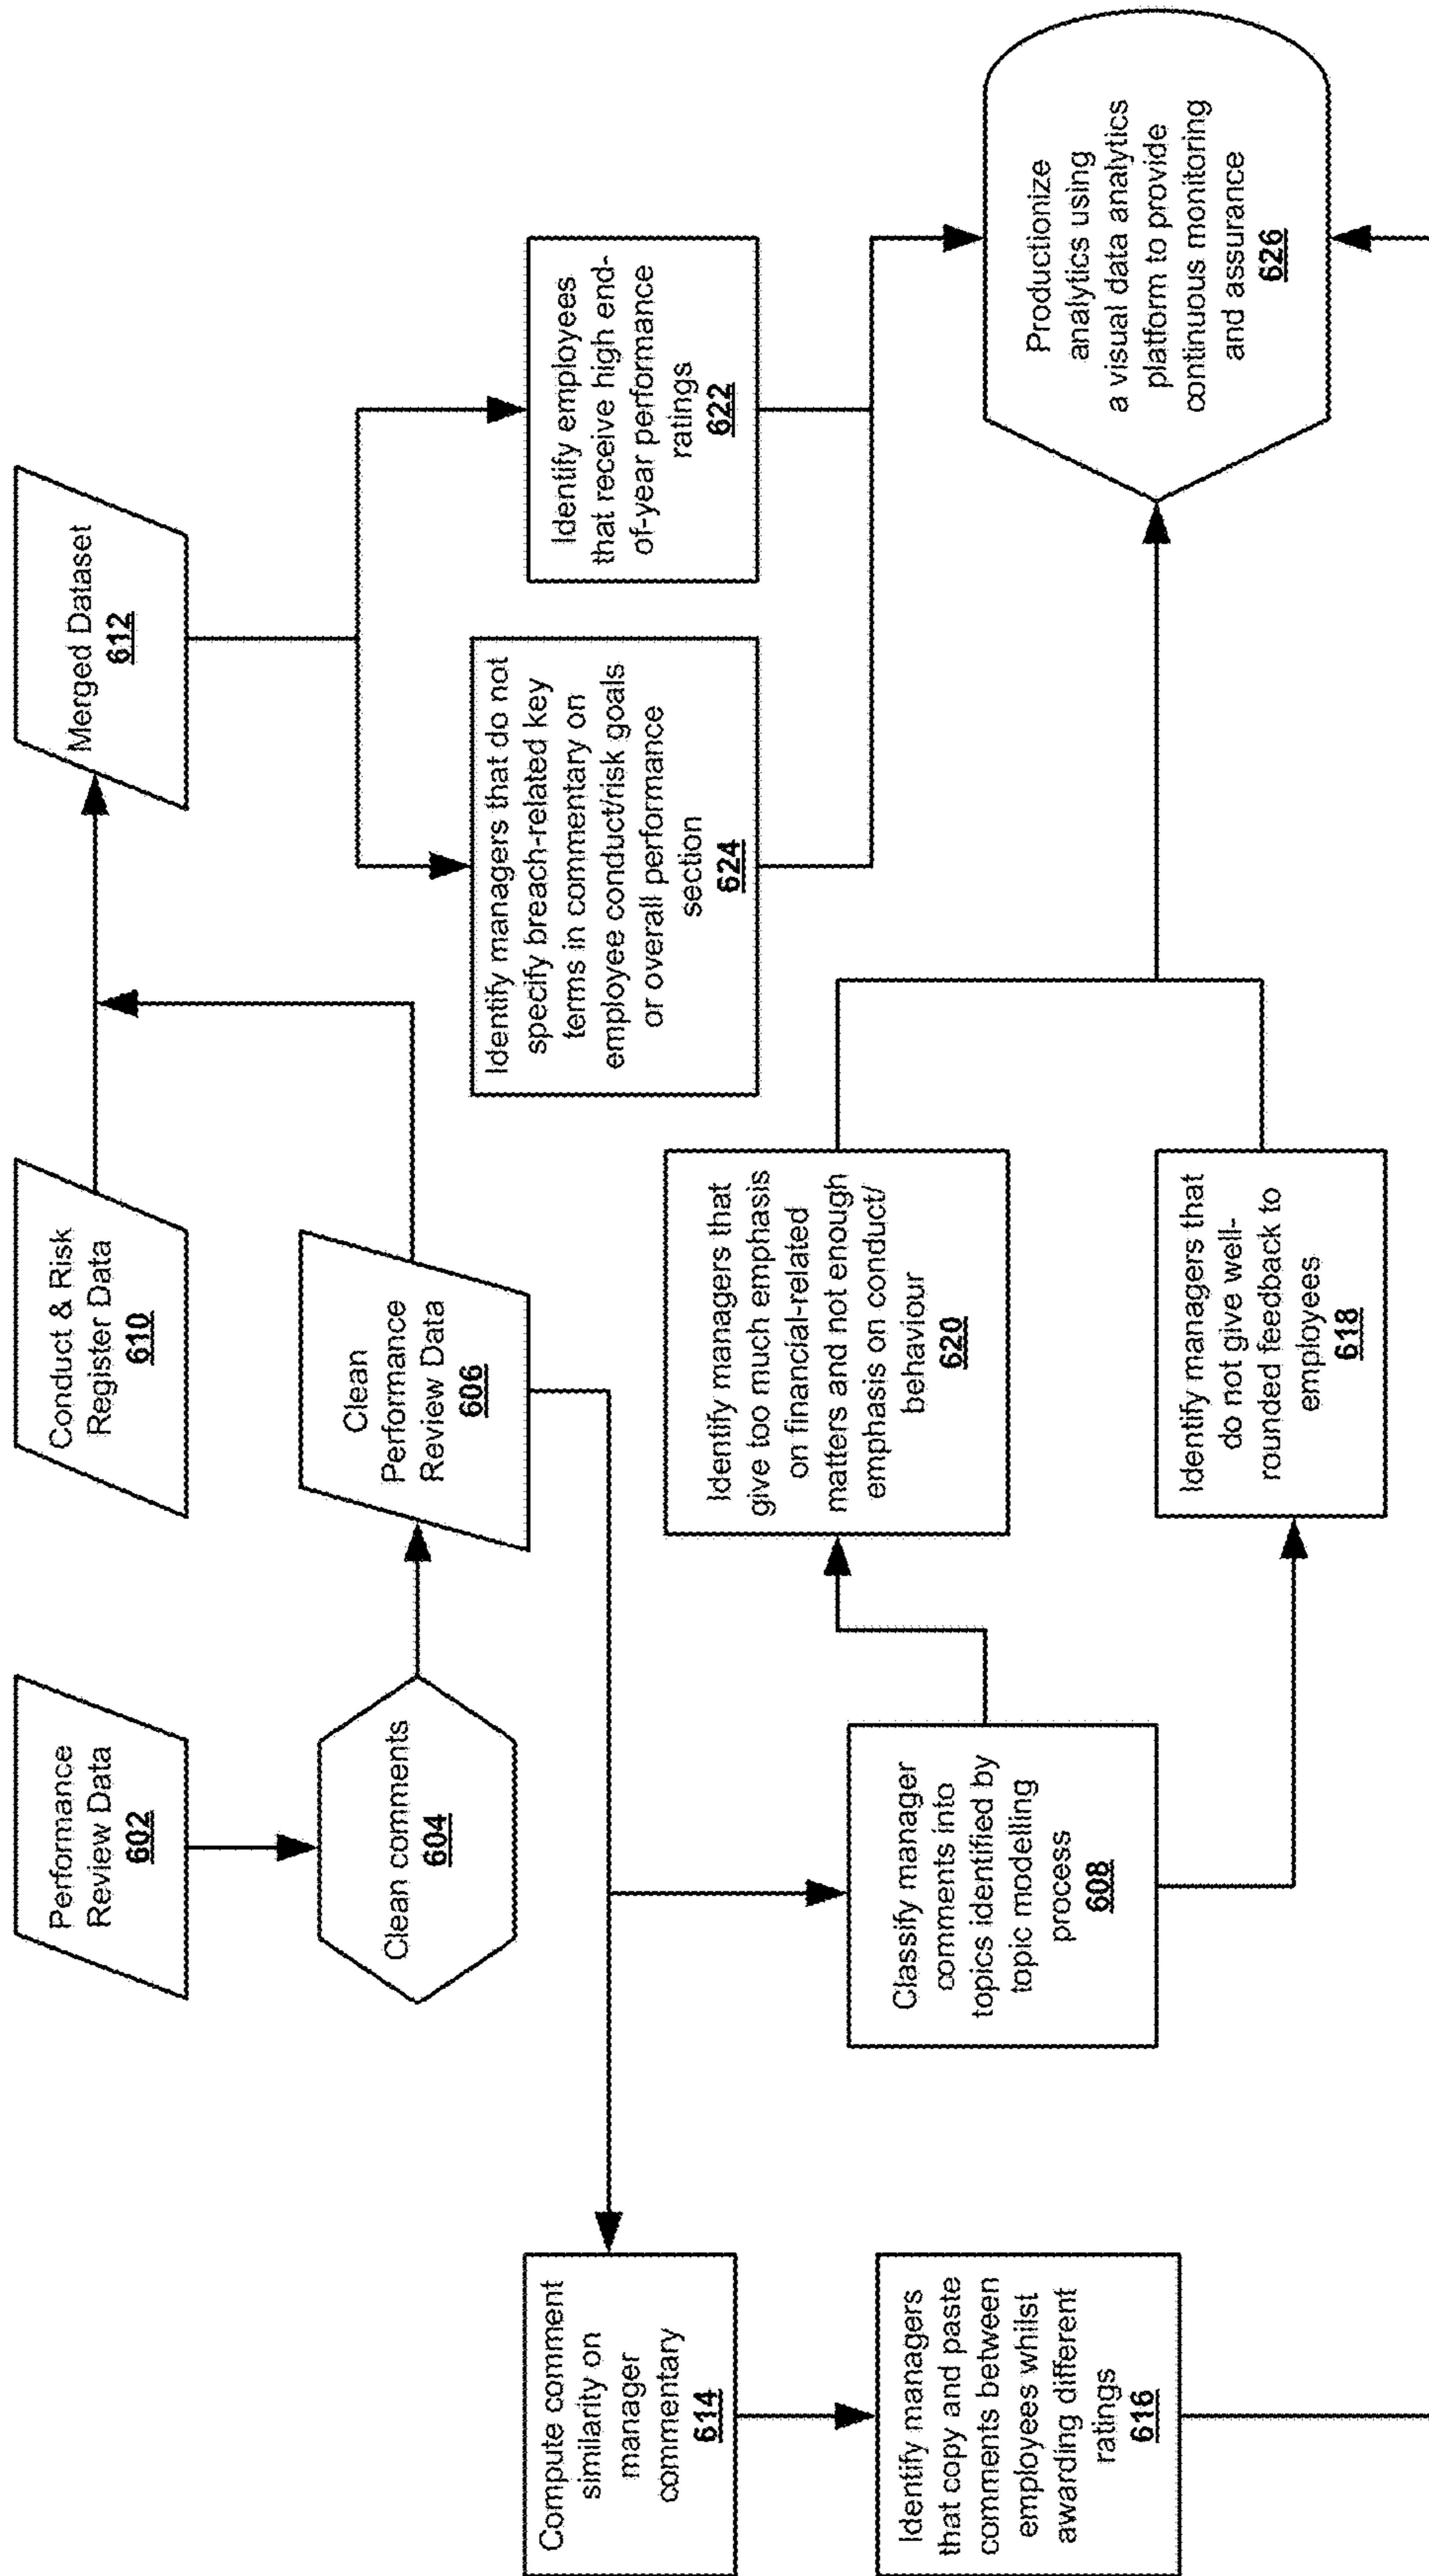 Performance
Review Data
602
Conduct & Risk
Register Data
610
Merged Dataset
612
Clean comments
604
Clean
Performance
Review Data
606
Compute comment
similarity on
manager
commentary
614
Identify managers that do not
specify breach-related key
terms in commentary on
employee conduct/risk goals
or overall performance
section
624
Identify employees
that receive high end-
of-year performance
ratings
622
Classify manager
comments into
topics identified by
topic modelling
process
608
Identify managers that
give too much emphasis
on financial-related
matters and not enough
emphasis on conduct/
behaviour
620
Identify managers
that copy and paste
comments between
employees whilst
awarding different
ratings
616
Identify managers that
do not give well-
rounded feedback to
employees
618
Productionize
analytics using
a visual data analytics
platform to provide
continuous monitoring
and assurance
626